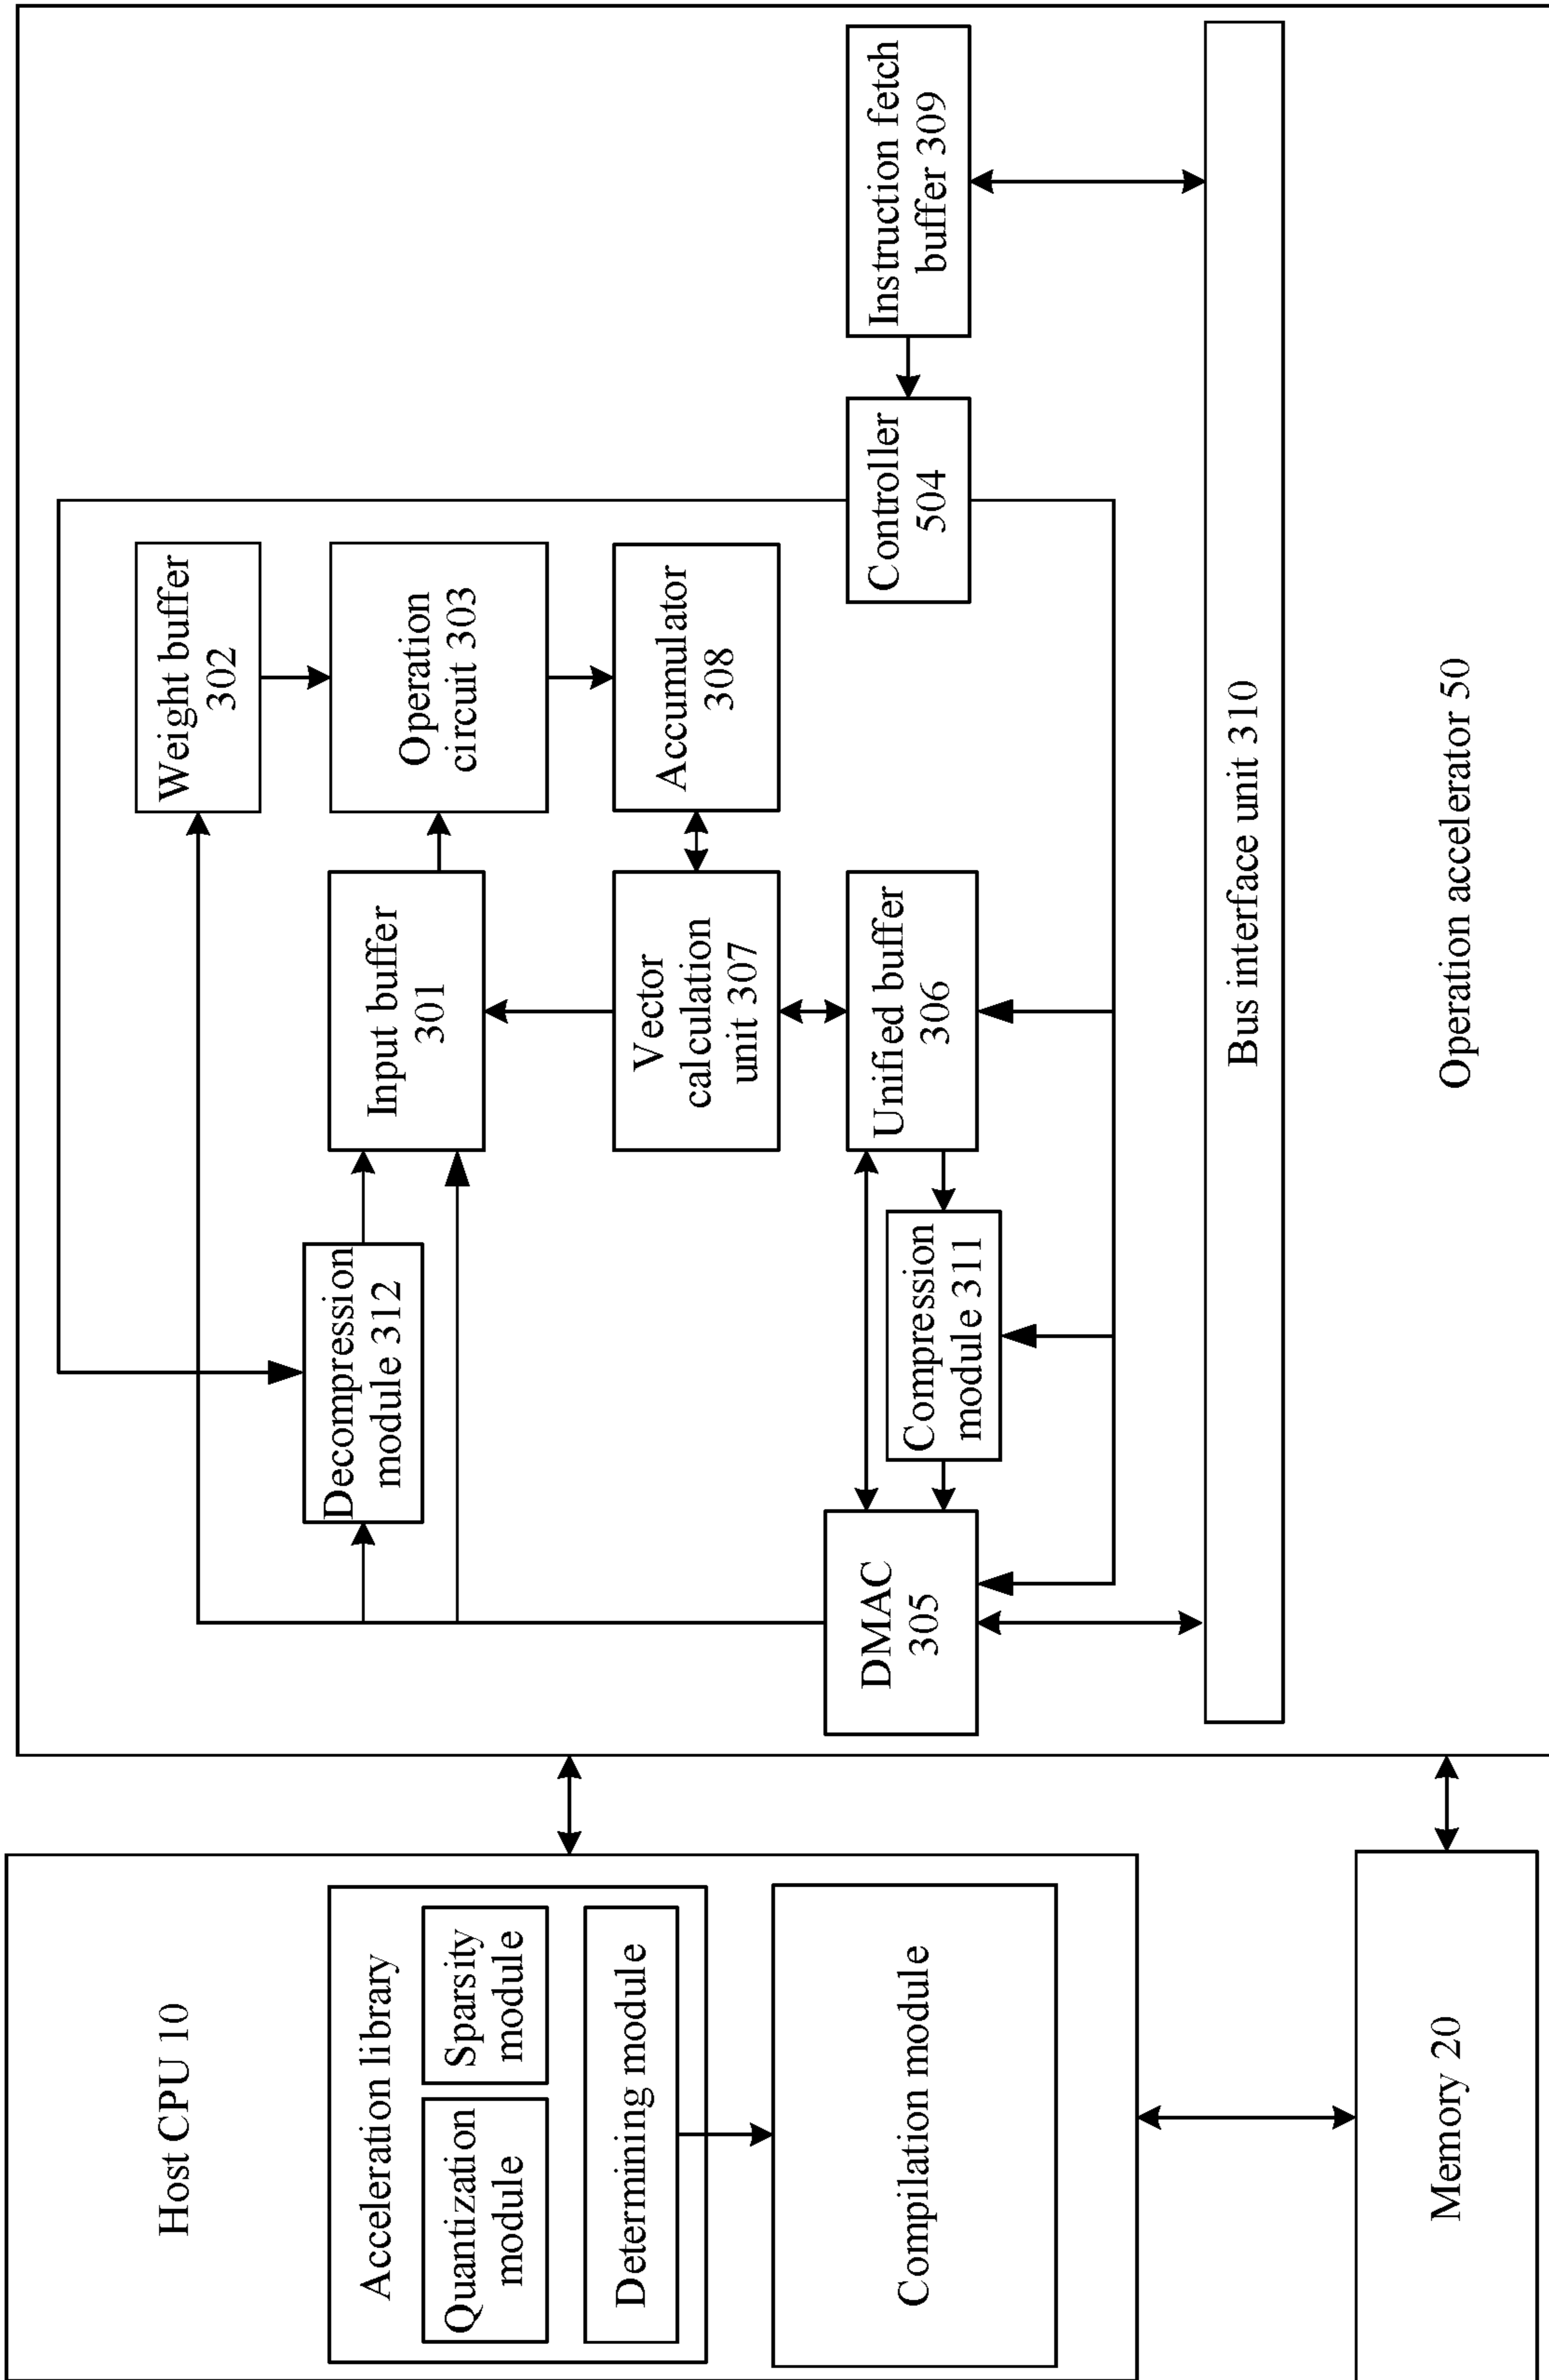 Host CPU 10
Acceleration library
Quantization
module
Sparsity
module
Determining module
Compilation module
Memory 20
Decompression
module 312
DMAC
305
Compression
module 311
Input buffer
301
Vector
calculation
unit 307
Unified buffer
306
Weight buffer
302
Operation
circuit 303
Accumulator
308
Controller
504
Instruction fetch
buffer 309
Bus interface unit 310
Operation accelerator 50